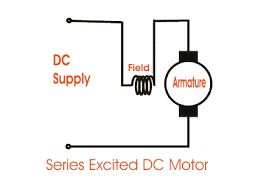 DC
Supply
Field
Armature
Series Excited DC Motor